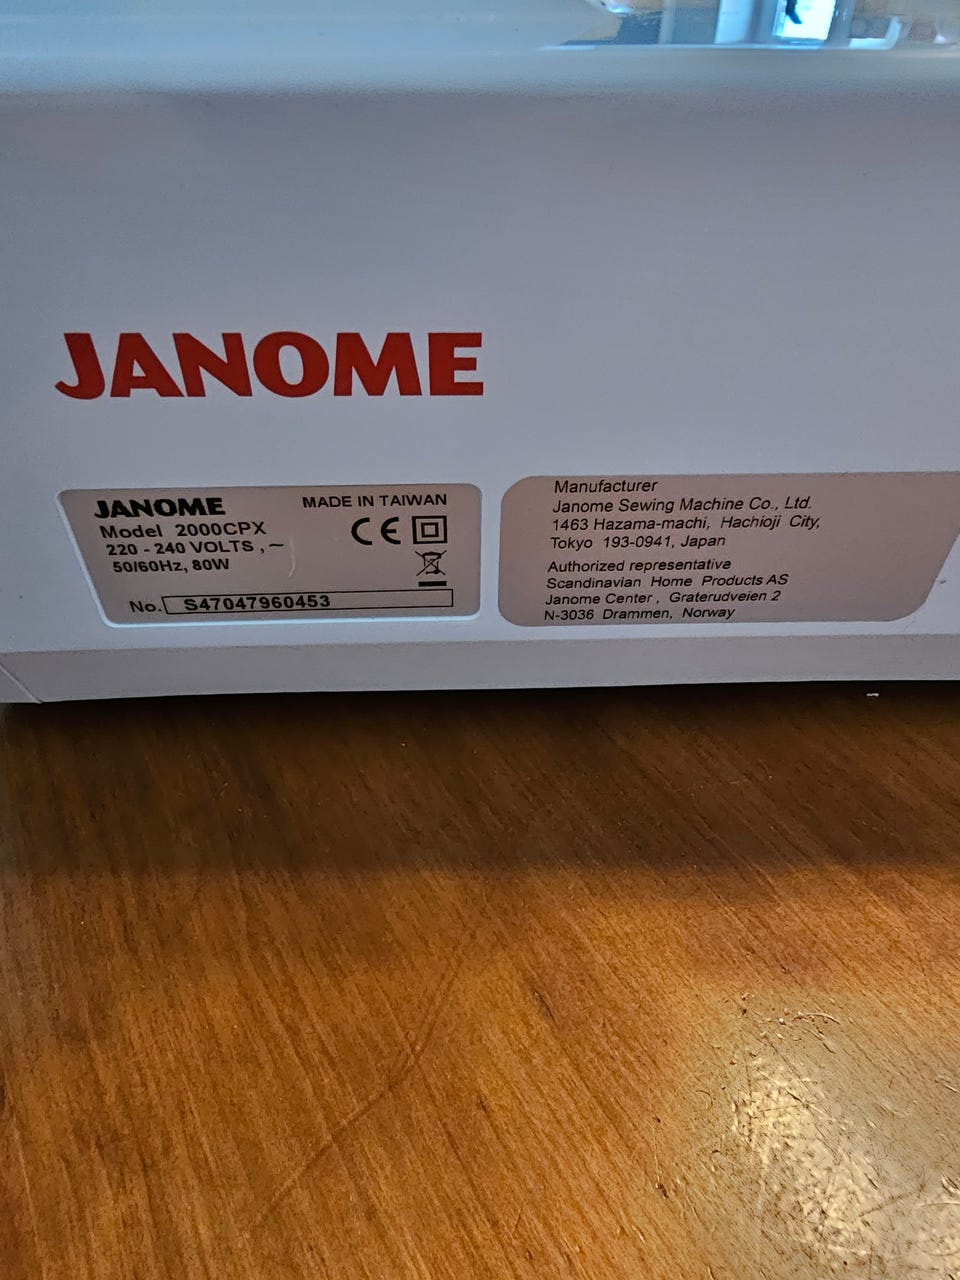 JANOME
JANOME MADE IN TAIWAN
Model 2000CPX
220 - 240 VOLTS , ~
50/60Hz, 80W
CE
No. S47047960453
Manufacturer
Janome Sewing Machine Co., Ltd.
1463 Hazama-machi, Hachioji City,
Tokyo 193-0941, Japan
Authorized representative
Scandinavian Home Products AS
Janome Center , Graterudveien 2
N-3036 Drammen, Norway